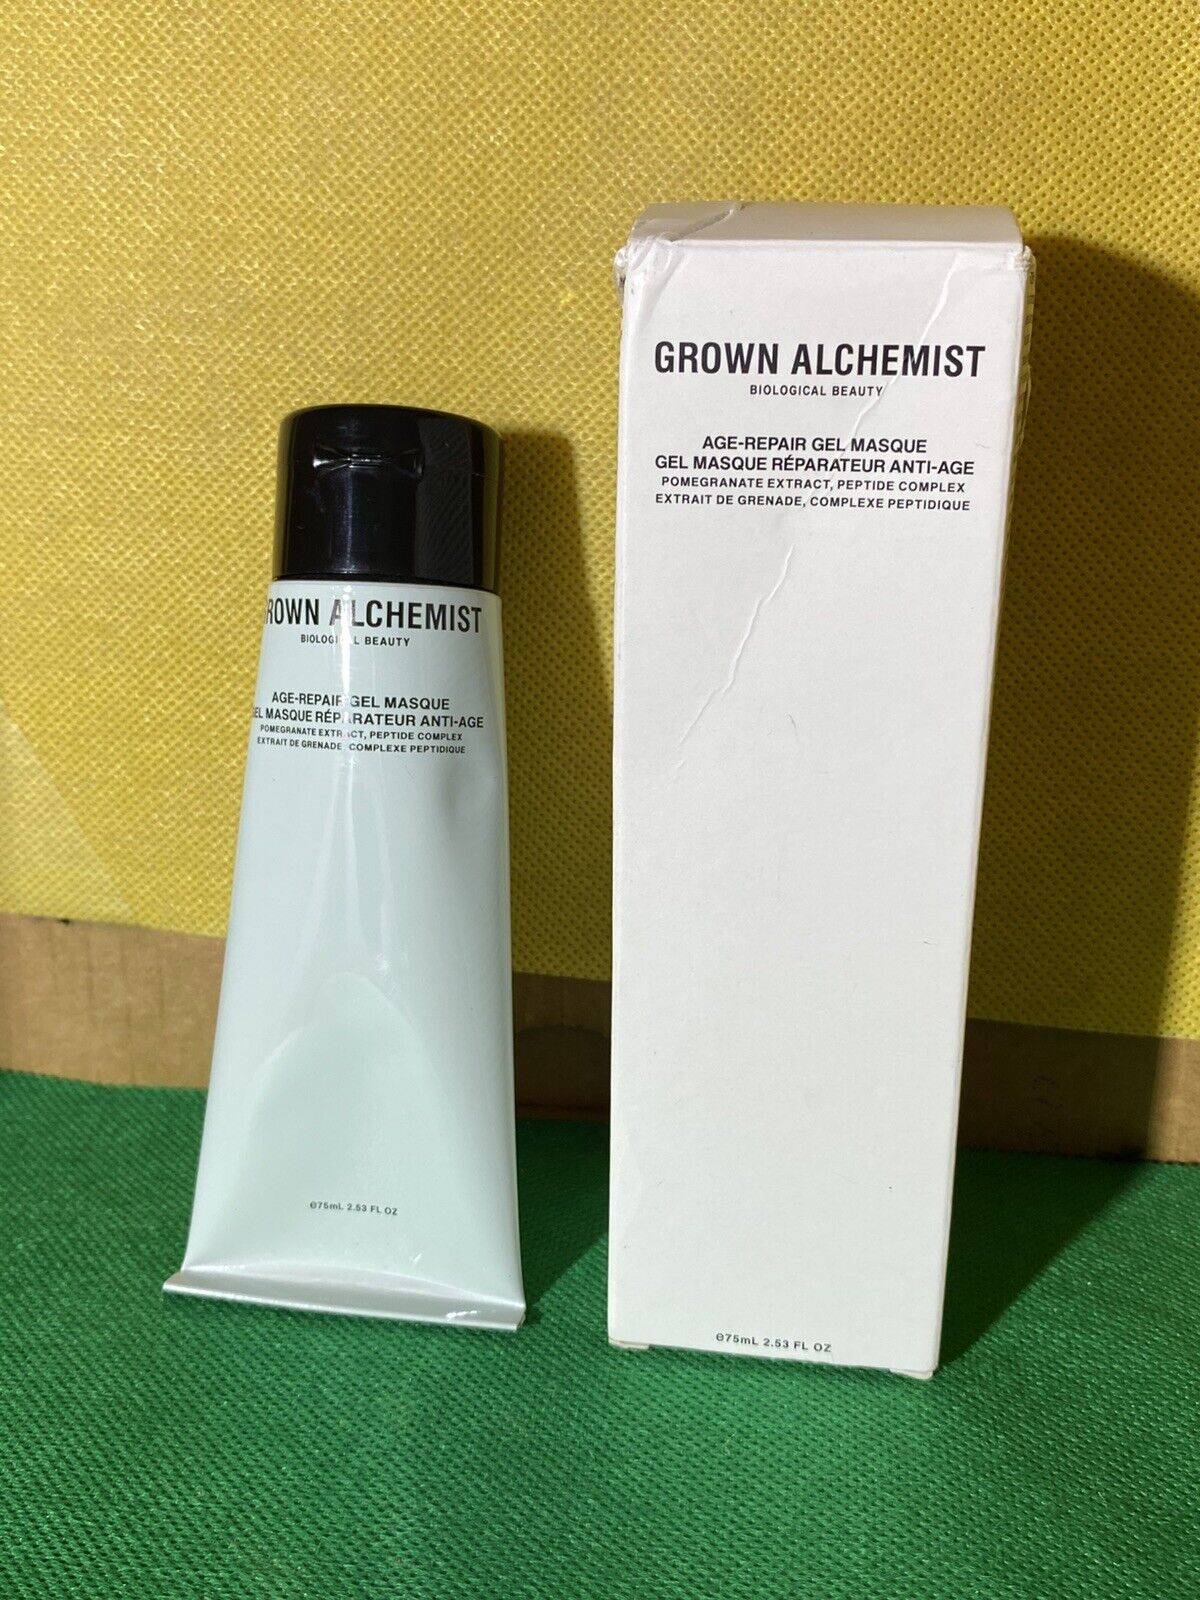 ROWN ALCHEMIST
BIOLOGICAL BEAUTY
AGE-REPAIR GEL MASQUE
GEL MASQUE RÉPARATEUR ANTI-AGE
POMEGRANATE EXTRACT, PEPTIDE COMPLEX
EXTRAIT DE GRENADE, COMPLEXE PEPTIDIQUE
℮75mL 2.53 FL OZ
GROWN ALCHEMIST
BIOLOGICAL BEAUTY
AGE-REPAIR GEL MASQUE
GEL MASQUE RÉPARATEUR ANTI-AGE
POMEGRANATE EXTRACT, PEPTIDE COMPLEX
EXTRAIT DE GRENADE, COMPLEXE PEPTIDIQUE
℮75mL 2.53 FL OZ